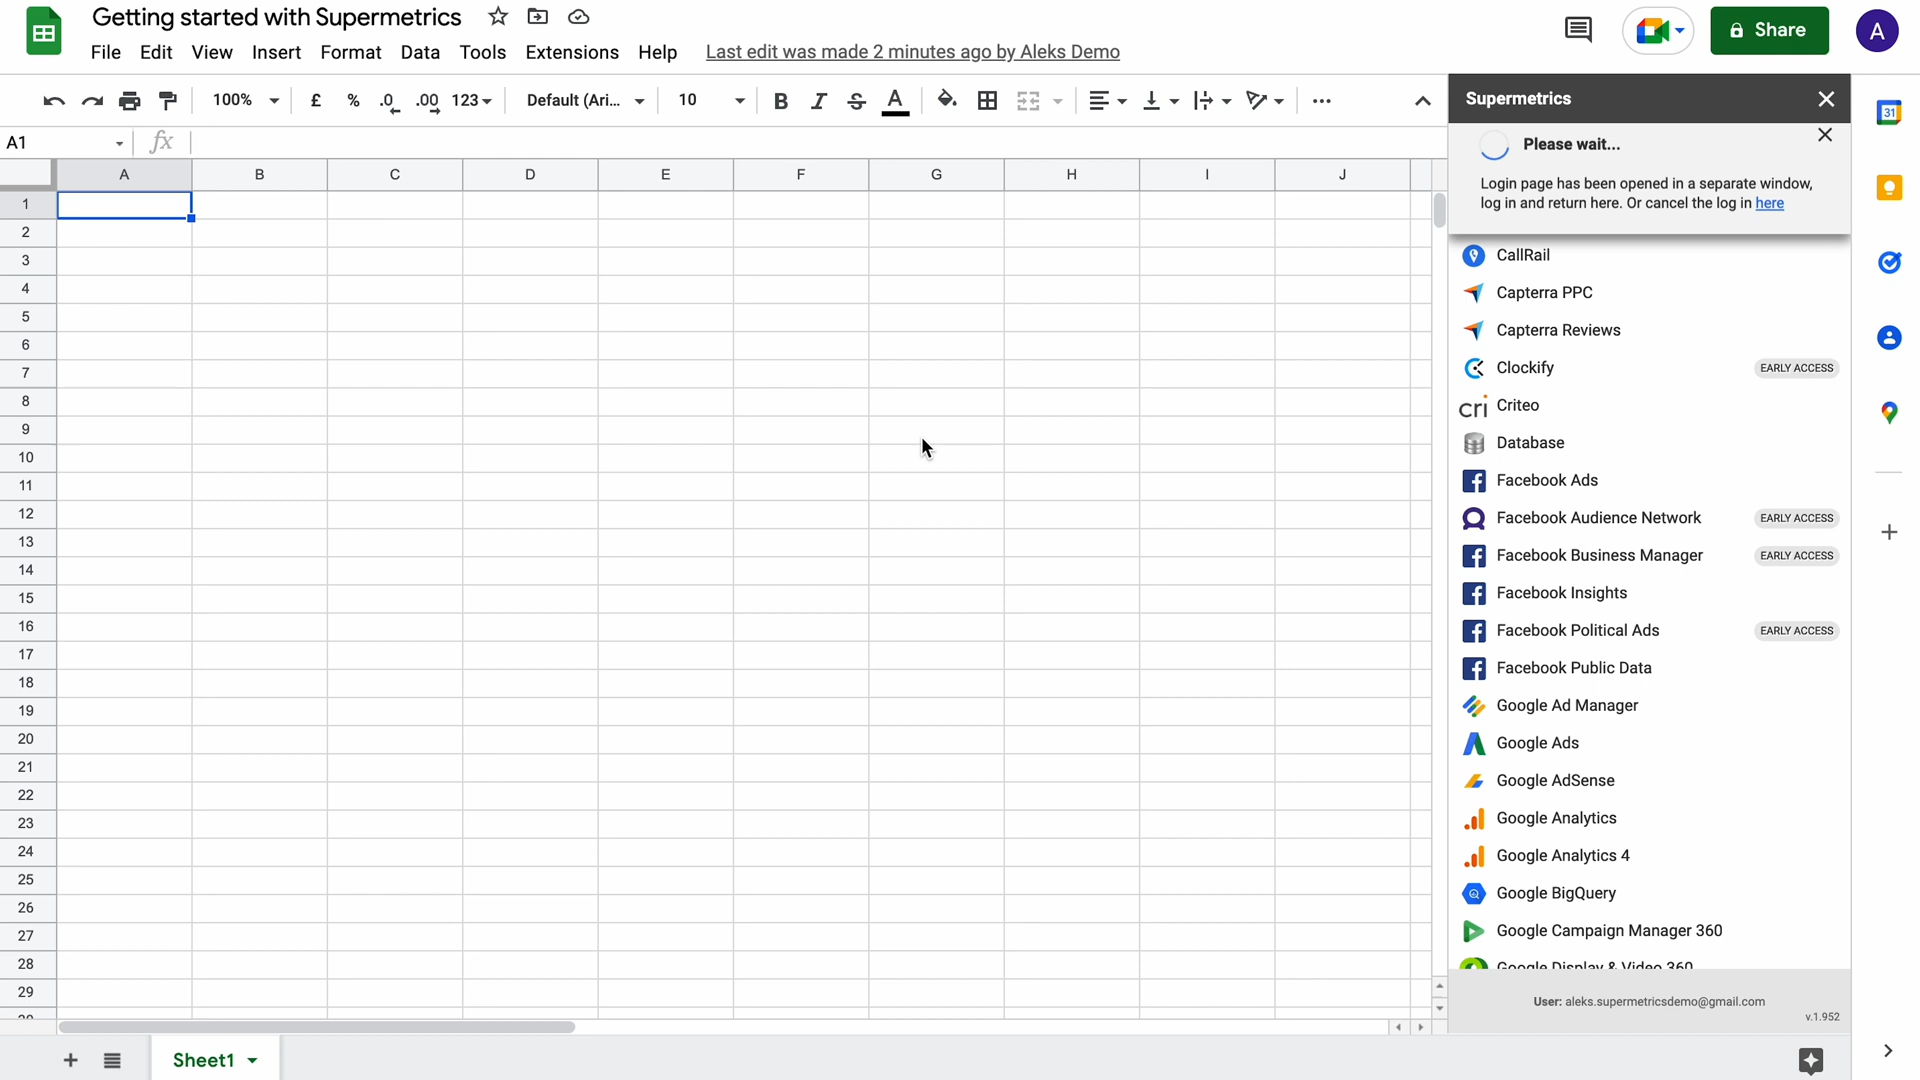 Getting started with Supermetrics
File Edit View Insert Format Data Tools Extensions Help Last edit was made 2 minutes ago by Aleks Demo
Share
A
100% £ % .0 .00 123 Default (Ari... 10 B I S A
A1 fx
A B C D E F G H I J
1
2
3
4
5
6
7
8
9
10
11
12
13
14
15
16
17
18
19
20
21
22
23
24
25
26
27
28
29
Supermetrics
Please wait...
Login page has been opened in a separate window,
log in and return here. Or cancel the log in here
CallRail
Capterra PPC
Capterra Reviews
Clockify EARLY ACCESS
cri Criteo
Database
Facebook Ads
Facebook Audience Network EARLY ACCESS
Facebook Business Manager EARLY ACCESS
Facebook Insights
Facebook Political Ads EARLY ACCESS
Facebook Public Data
Google Ad Manager
Google Ads
Google AdSense
Google Analytics
Google Analytics 4
Google BigQuery
Google Campaign Manager 360
Google Display & Video 360
User: aleks.supermetricsdemo@gmail.com
v.1.952
31
Sheet1